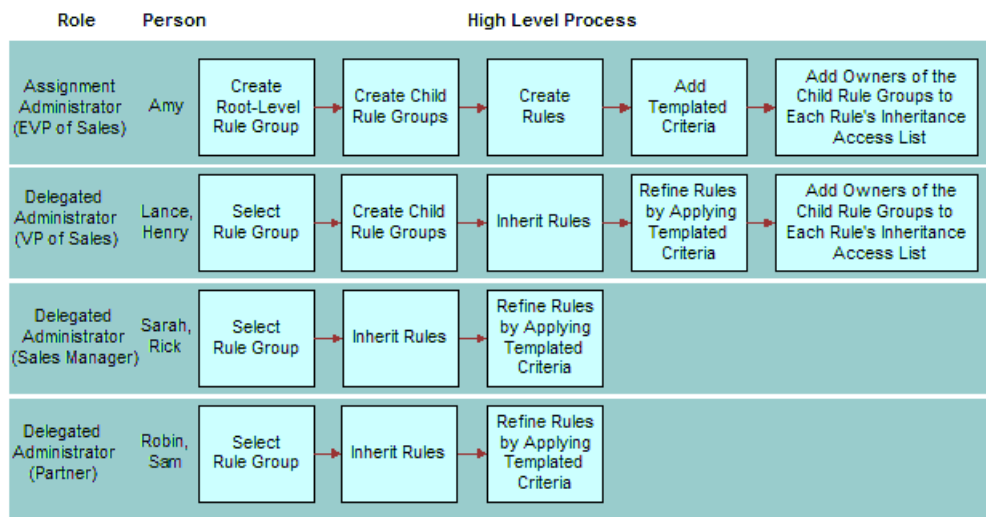 Role Person High Level Process
Assignment
Administrator
(EVP of Sales)
Amy
Create
Root-Level
Rule Group
Create Child
Rule Groups
Create
Rules
Add
Templated
Criteria
Add Owners of the
Child Rule Groups to
Each Rule's Inheritance
Access List
Delegated
Administrator
(VP of Sales)
Lance,
Henry
Select
Rule Group
Create Child
Rule Groups
Inherit Rules
Refine Rules
by Applying
Templated
Criteria
Add Owners of the
Child Rule Groups to
Each Rule's Inheritance
Access List
Delegated
Administrator
(Sales Manager)
Sarah,
Rick
Select
Rule Group
Inherit Rules
Refine Rules
by Applying
Templated
Criteria
Delegated
Administrator
(Partner)
Robin,
Sam
Select
Rule Group
Inherit Rules
Refine Rules
by Applying
Templated
Criteria